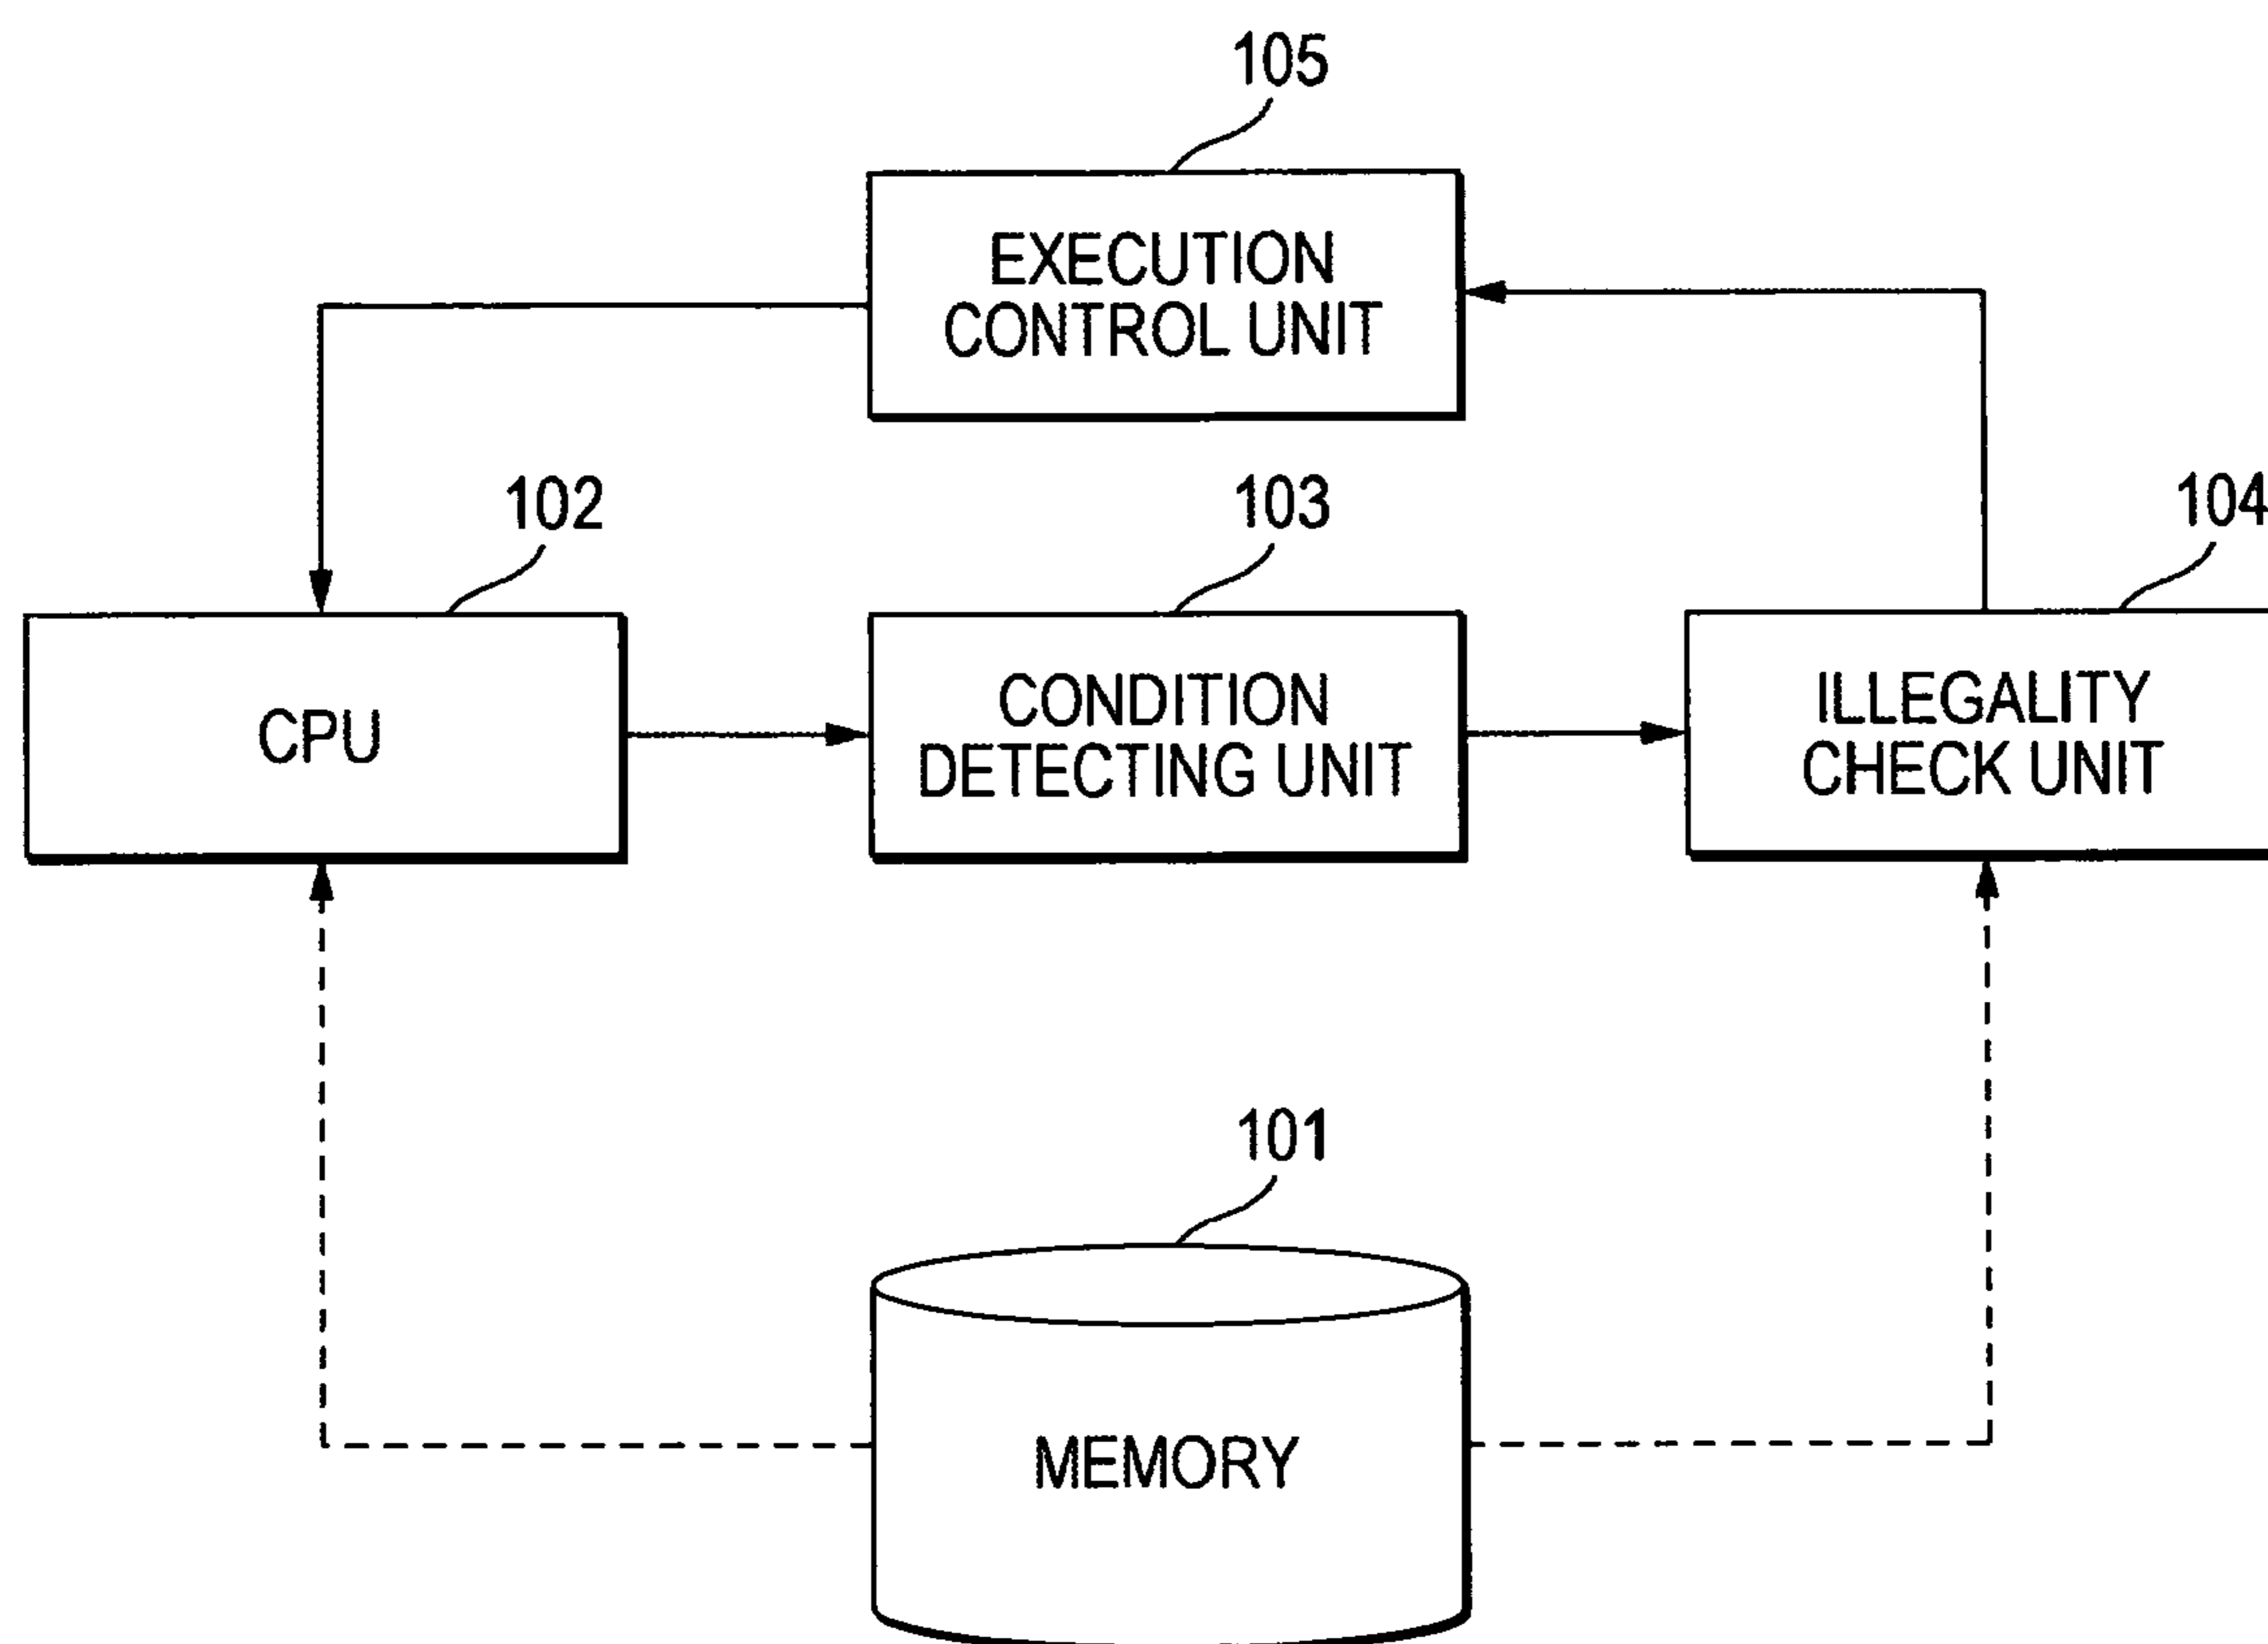 105
EXECUTION
CONTROL UNIT
102
103
104
CPU
CONDITION
DETECTING UNIT
ILLEGALITY
CHECK UNIT
101
MEMORY